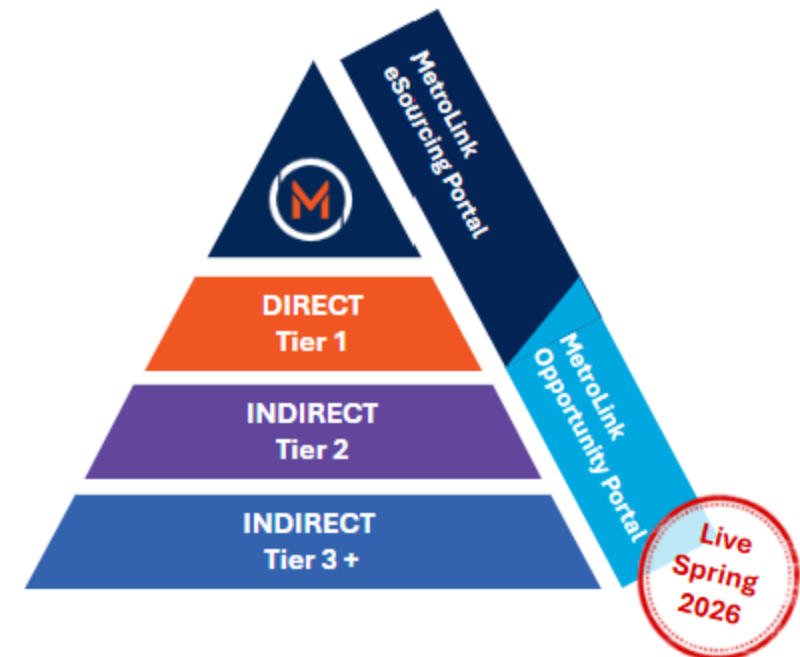 M
DIRECT
Tier 1
INDIRECT
Tier 2
INDIRECT
Tier 3 +
MetroLink
eSourcing Portal
MetroLink
Opportunity Portal
Live
Spring
2026